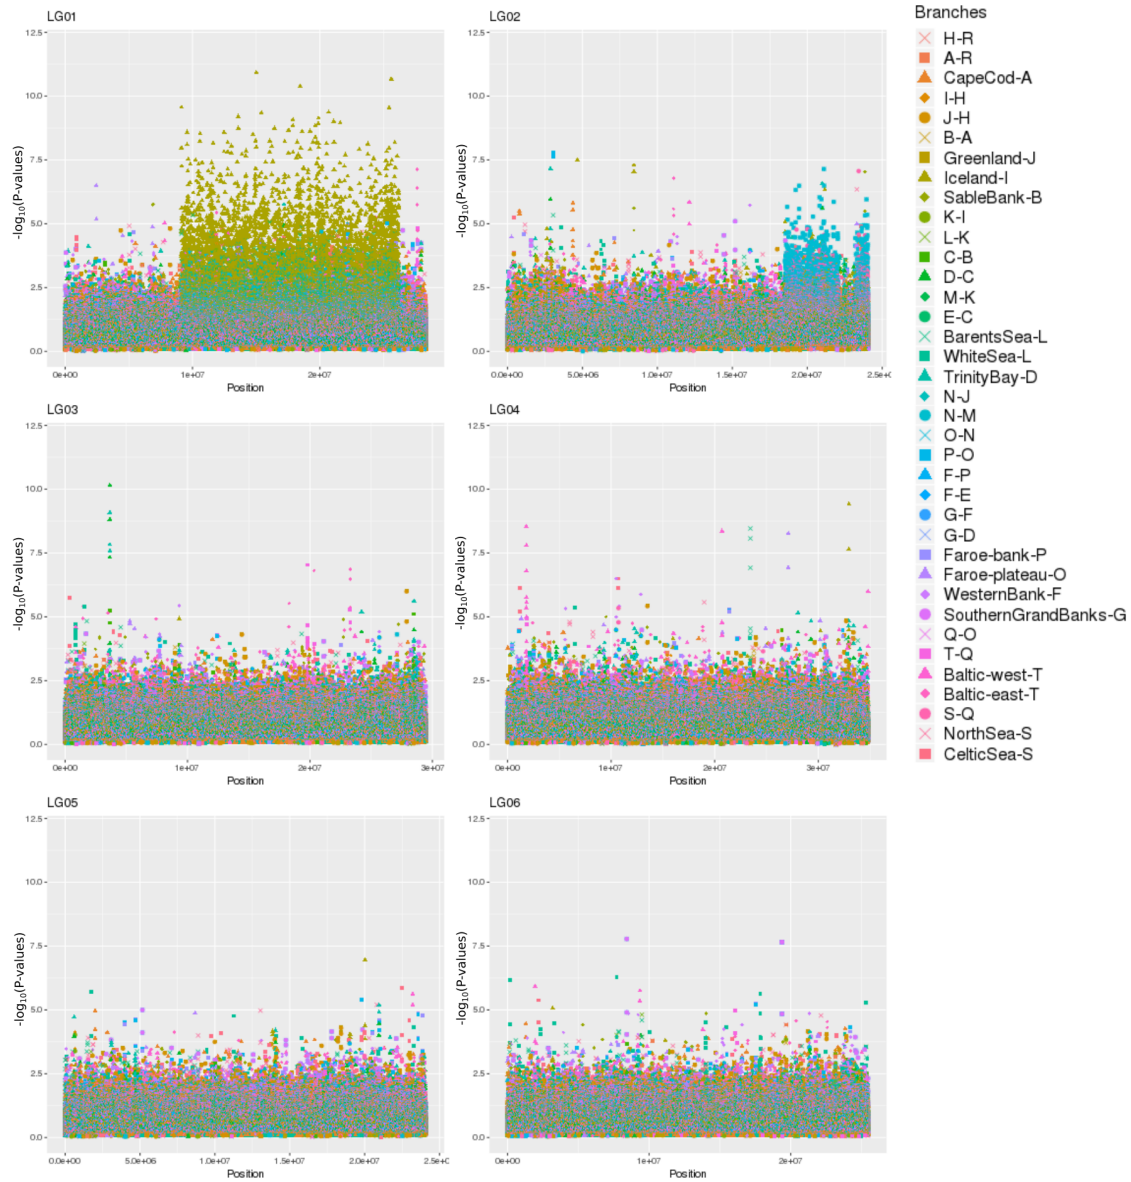 LG01
12.5
10.0
7.5
5.0
2.5
0.0
-log10(P-values)
0e+00 1e+07 2e+07
Position
LG02
12.5
10.0
7.5
5.0
2.5
0.0
-log10(P-values)
0.0e+00 5.0e+06 1.0e+07 1.5e+07 2.0e+07
Position
LG03
12.5
10.0
7.5
5.0
2.5
0.0
-log10(P-values)
0e+00 1e+07 2e+07 3e+07
Position
LG04
12.5
10.0
7.5
5.0
2.5
0.0
-log10(P-values)
0e+00 1e+07 2e+07 3e+07
Position
LG05
12.5
10.0
7.5
5.0
2.5
0.0
-log10(P-values)
0.0e+00 5.0e+06 1.0e+07 1.5e+07 2.0e+07
Position
LG06
12.5
10.0
7.5
5.0
2.5
0.0
-log10(P-values)
0e+00 1e+07 2e+07
Position
Branches
H-R
A-R
CapeCod-A
I-H
J-H
B-A
Greenland-J
Iceland-I
SableBank-B
K-I
L-K
C-B
D-C
M-K
E-C
BarentsSea-L
WhiteSea-L
TrinityBay-D
N-J
N-M
O-N
P-O
F-P
F-E
G-F
G-D
Faroe-bank-P
Faroe-plateau-O
WesternBank-F
SouthernGrandBanks-G
Q-O
T-Q
Baltic-west-T
Baltic-east-T
S-Q
NorthSea-S
CelticSea-S